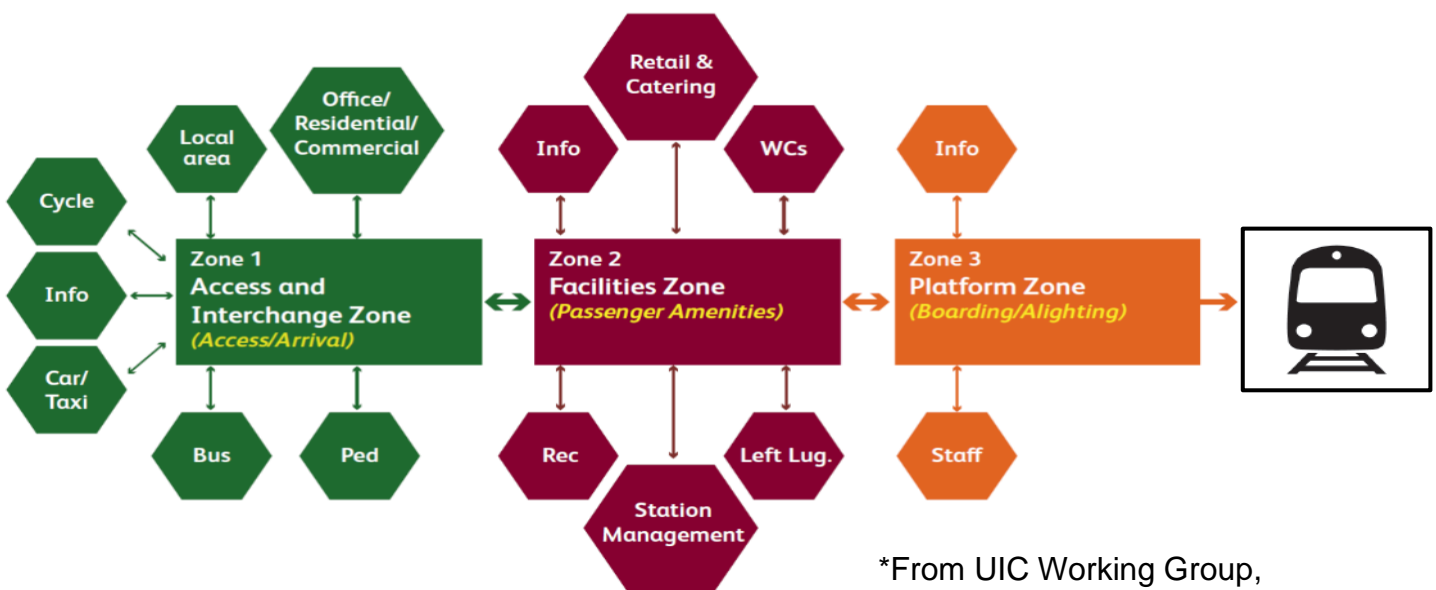 Retail &
Catering
Office/
Residential/
Commercial
Local
area
Info
WCs
Info
Cycle
Zone 1
Access and
Interchange Zone
(Access/Arrival)
Zone 2
Facilities Zone
(Passenger Amenities)
Zone 3
Platform Zone
(Boarding/Alighting)
Info
Car/
Taxi
Bus
Ped
Rec
Left Lug.
Staff
Station
Management
*From UIC Working Group,